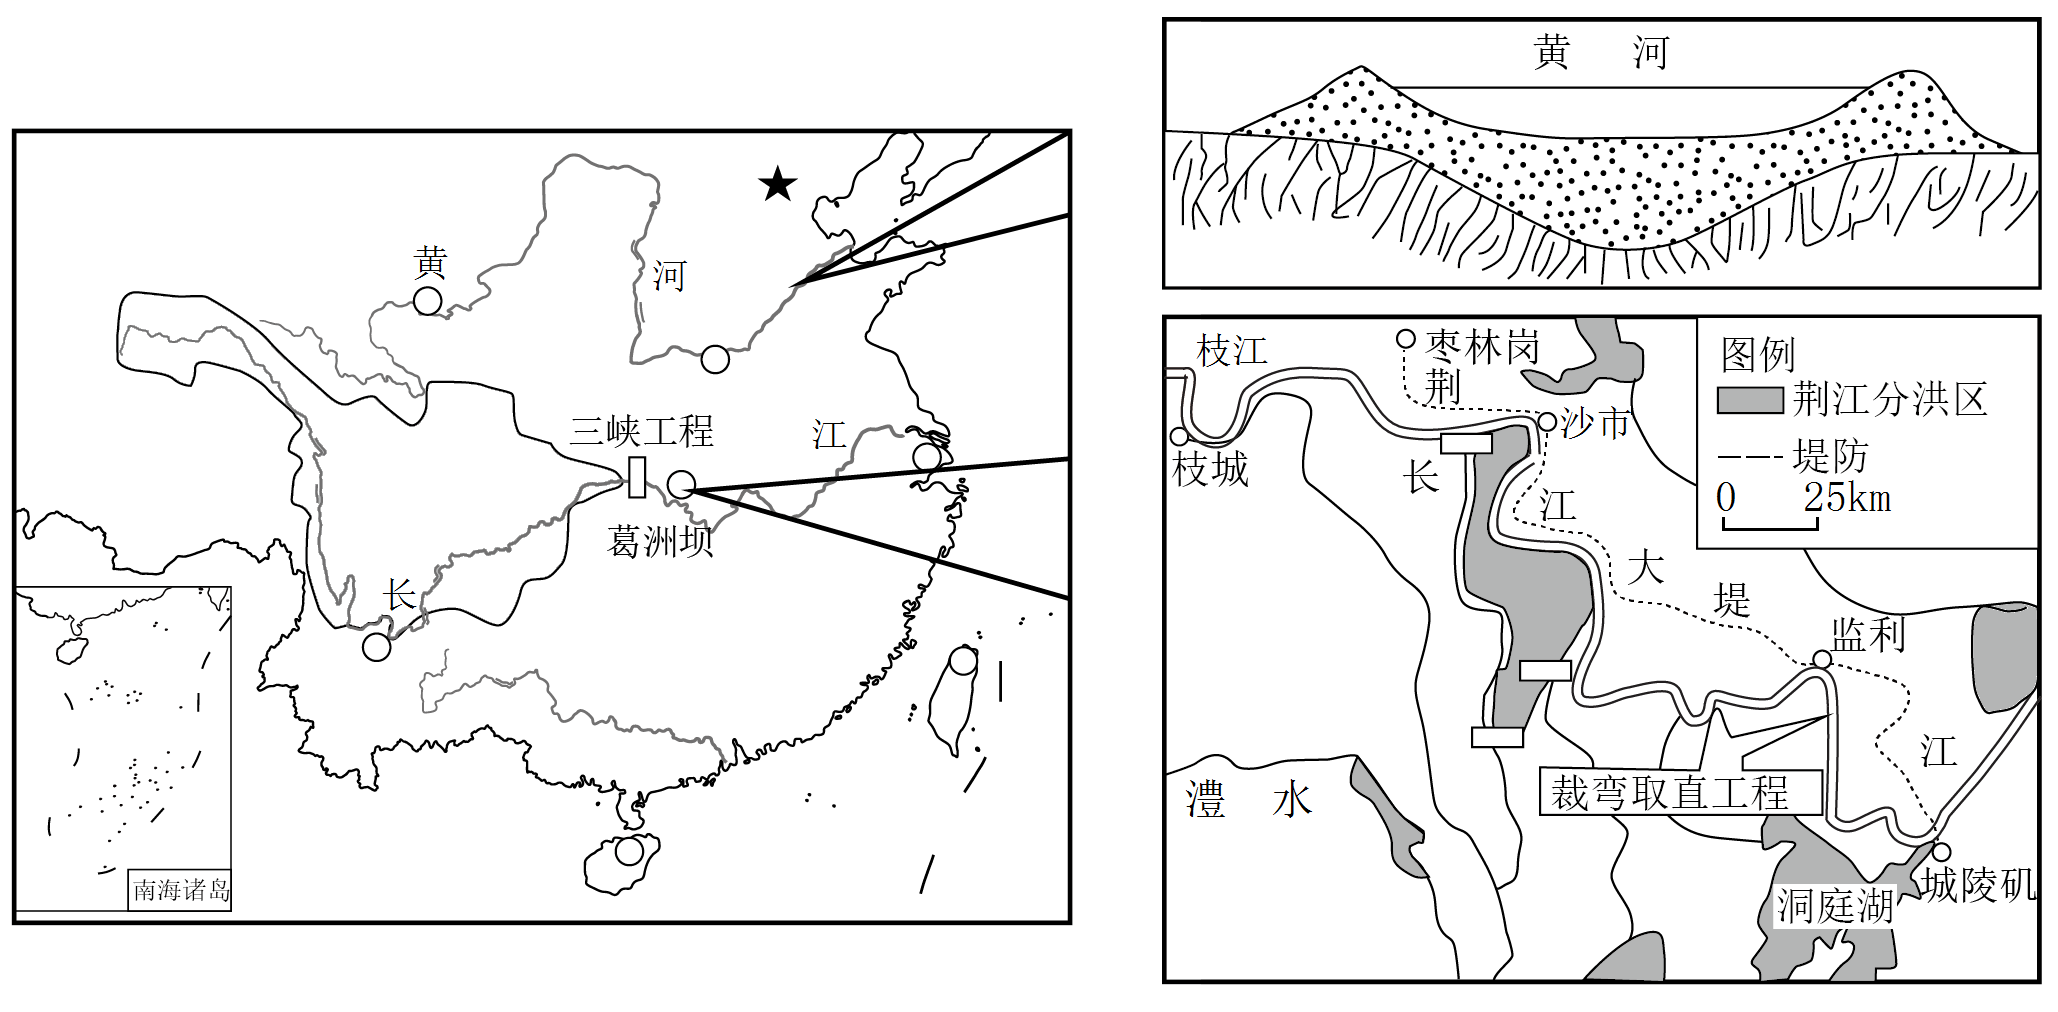 黄
河
三峡工程
江
葛洲坝
长
南海诸岛
黄 河
枝江
枣林岗
荆
沙市
枝城
长
江
大
堤
监利
江
裁弯取直工程
澧 水
洞庭湖
城陵矶
图例
荆江分洪区
堤防
0 25km